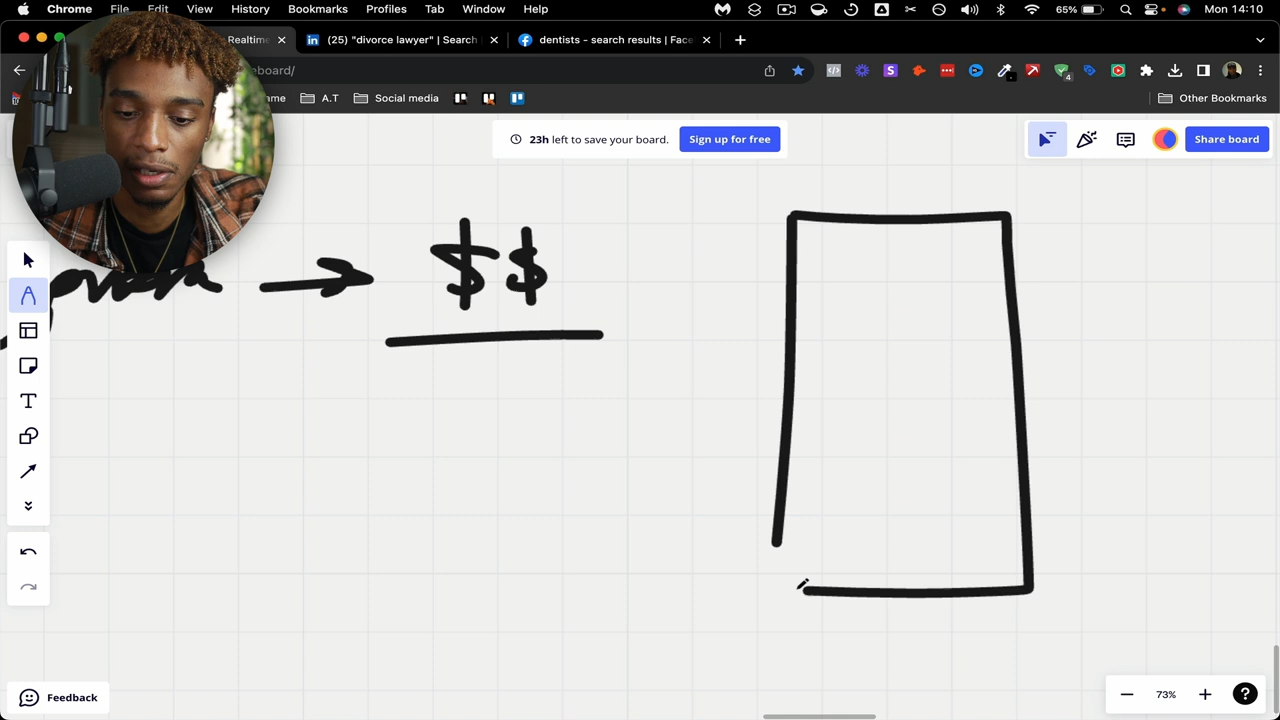 Chrome File Edit View History Bookmarks Profiles Tab Window Help 65% Mon 14:10
Realtime (25) "divorce lawyer" | Search dentists - search results | Face
eboard/
me A.T Social media Other Bookmarks
23h left to save your board. Sign up for free Share board
$$
T
Feedback 73% ?